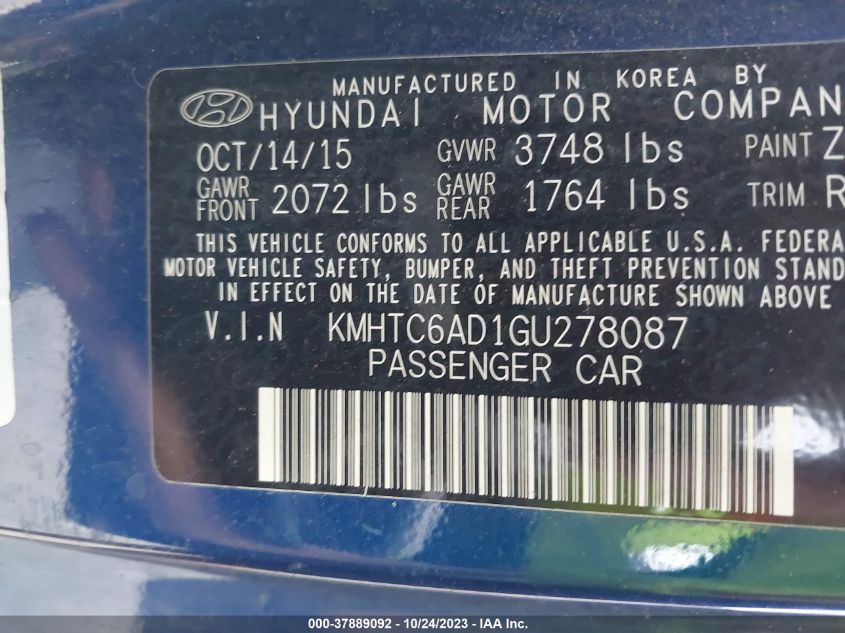 MANUFACTURED IN KOREA BY
HYUNDAI MOTOR COMPAN
OCT/14/15 GVWR 3748 lbs PAINT Z
GAWR FRONT 2072 lbs GAWR REAR 1764 lbs TRIM R
THIS VEHICLE CONFORMS TO ALL APPLICABLE U.S.A. FEDERA
MOTOR VEHICLE SAFETY, BUMPER, AND THEFT PREVENTION STAND
IN EFFECT ON THE DATE OF MANUFACTURE SHOWN ABOVE
V.I.N KMHTC6AD1GU278087
PASSENGER CAR
000-37889092 - 10/24/2023 - IAA Inc.